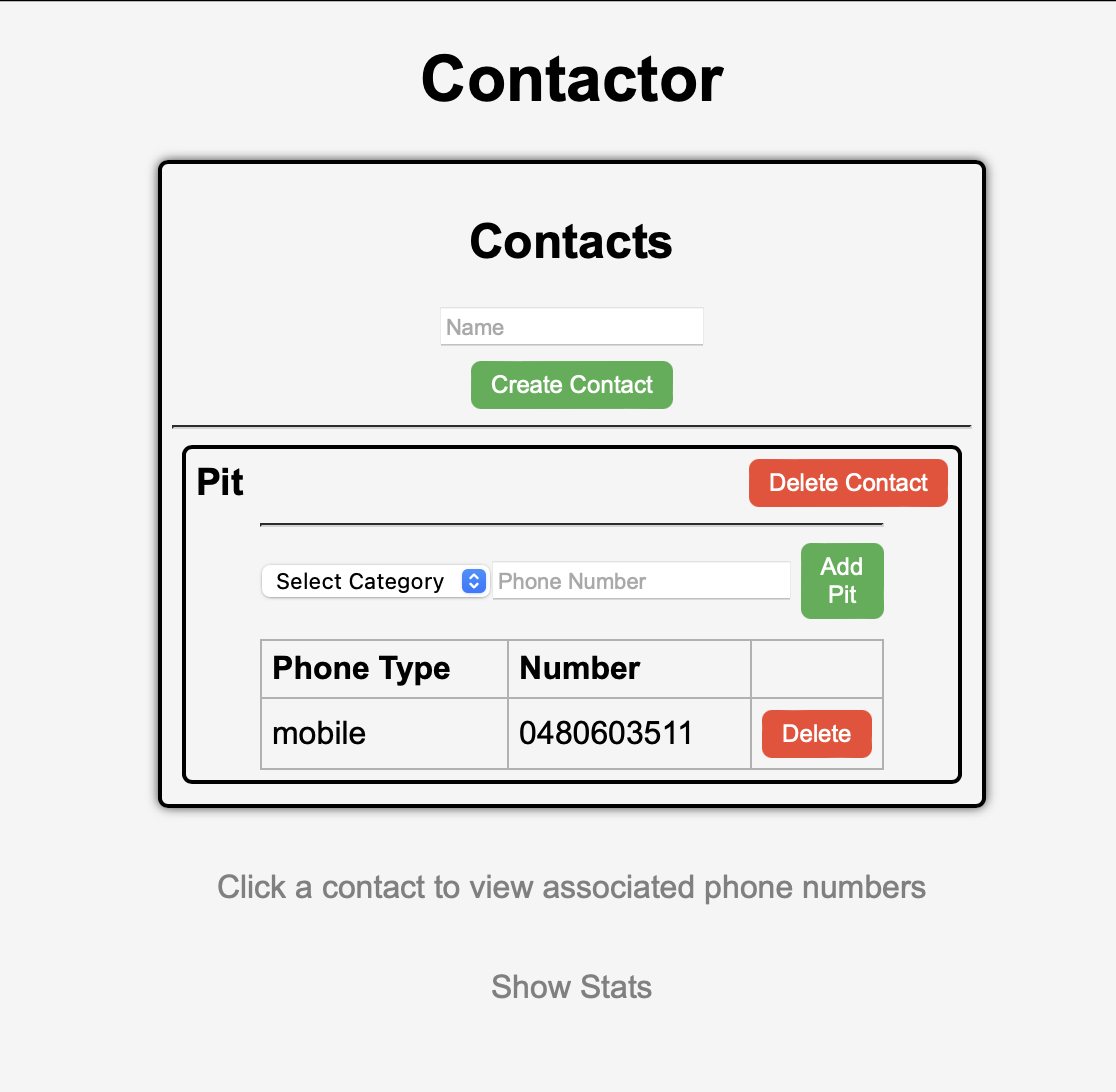 Contactor
Contacts
Name
Create Contact
Pit
Delete Contact
Select Category
Phone Number
Add
Pit
Phone Type
Number
mobile
0480603511
Delete
Click a contact to view associated phone numbers
Show Stats